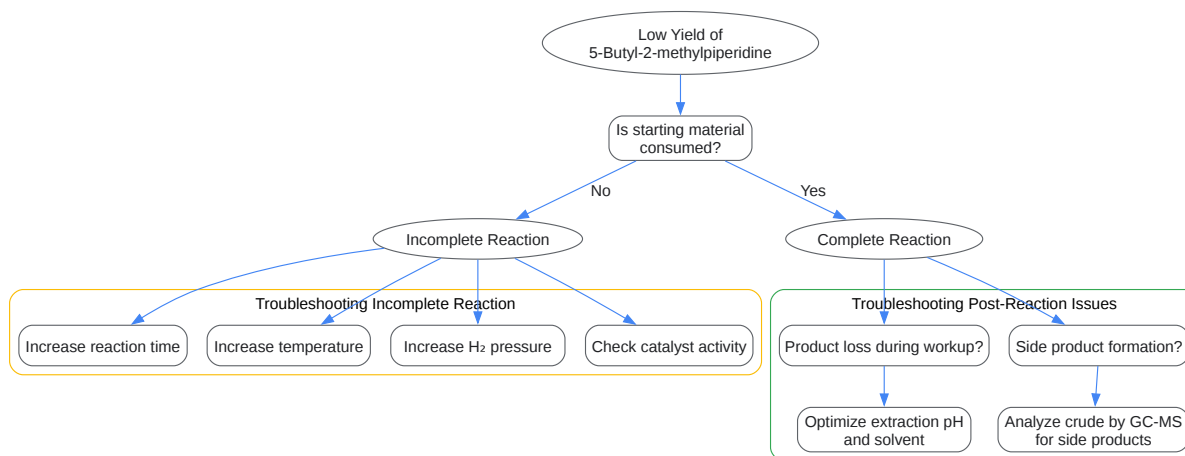 Low Yield of
5-Butyl-2-methylpiperidine
Is starting material
consumed?
No
Yes
Incomplete Reaction
Complete Reaction
Troubleshooting Incomplete Reaction
Troubleshooting Post-Reaction Issues
Increase reaction time
Increase temperature
Increase H₂ pressure
Check catalyst activity
Product loss during workup?
Side product formation?
Optimize extraction pH
and solvent
Analyze crude by GC-MS
for side products